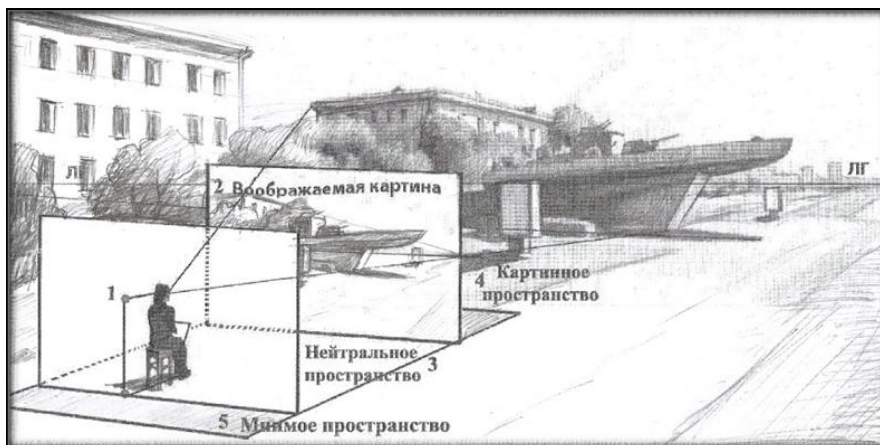 ЛГ
2 Воображаемая картина
ЛГ
1
4 Картинное
пространство
Нейтральное
пространство 3
5 Мнимое пространство